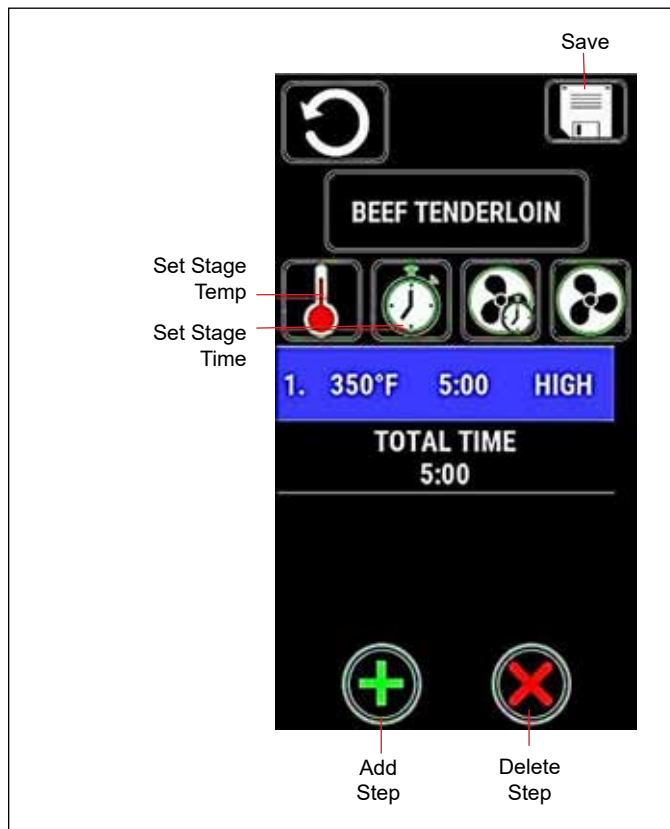 Save
BEEF TENDERLOIN
Set Stage
Temp
Set Stage
Time
1. 350°F 5:00 HIGH
TOTAL TIME
5:00
Add
Step
Delete
Step